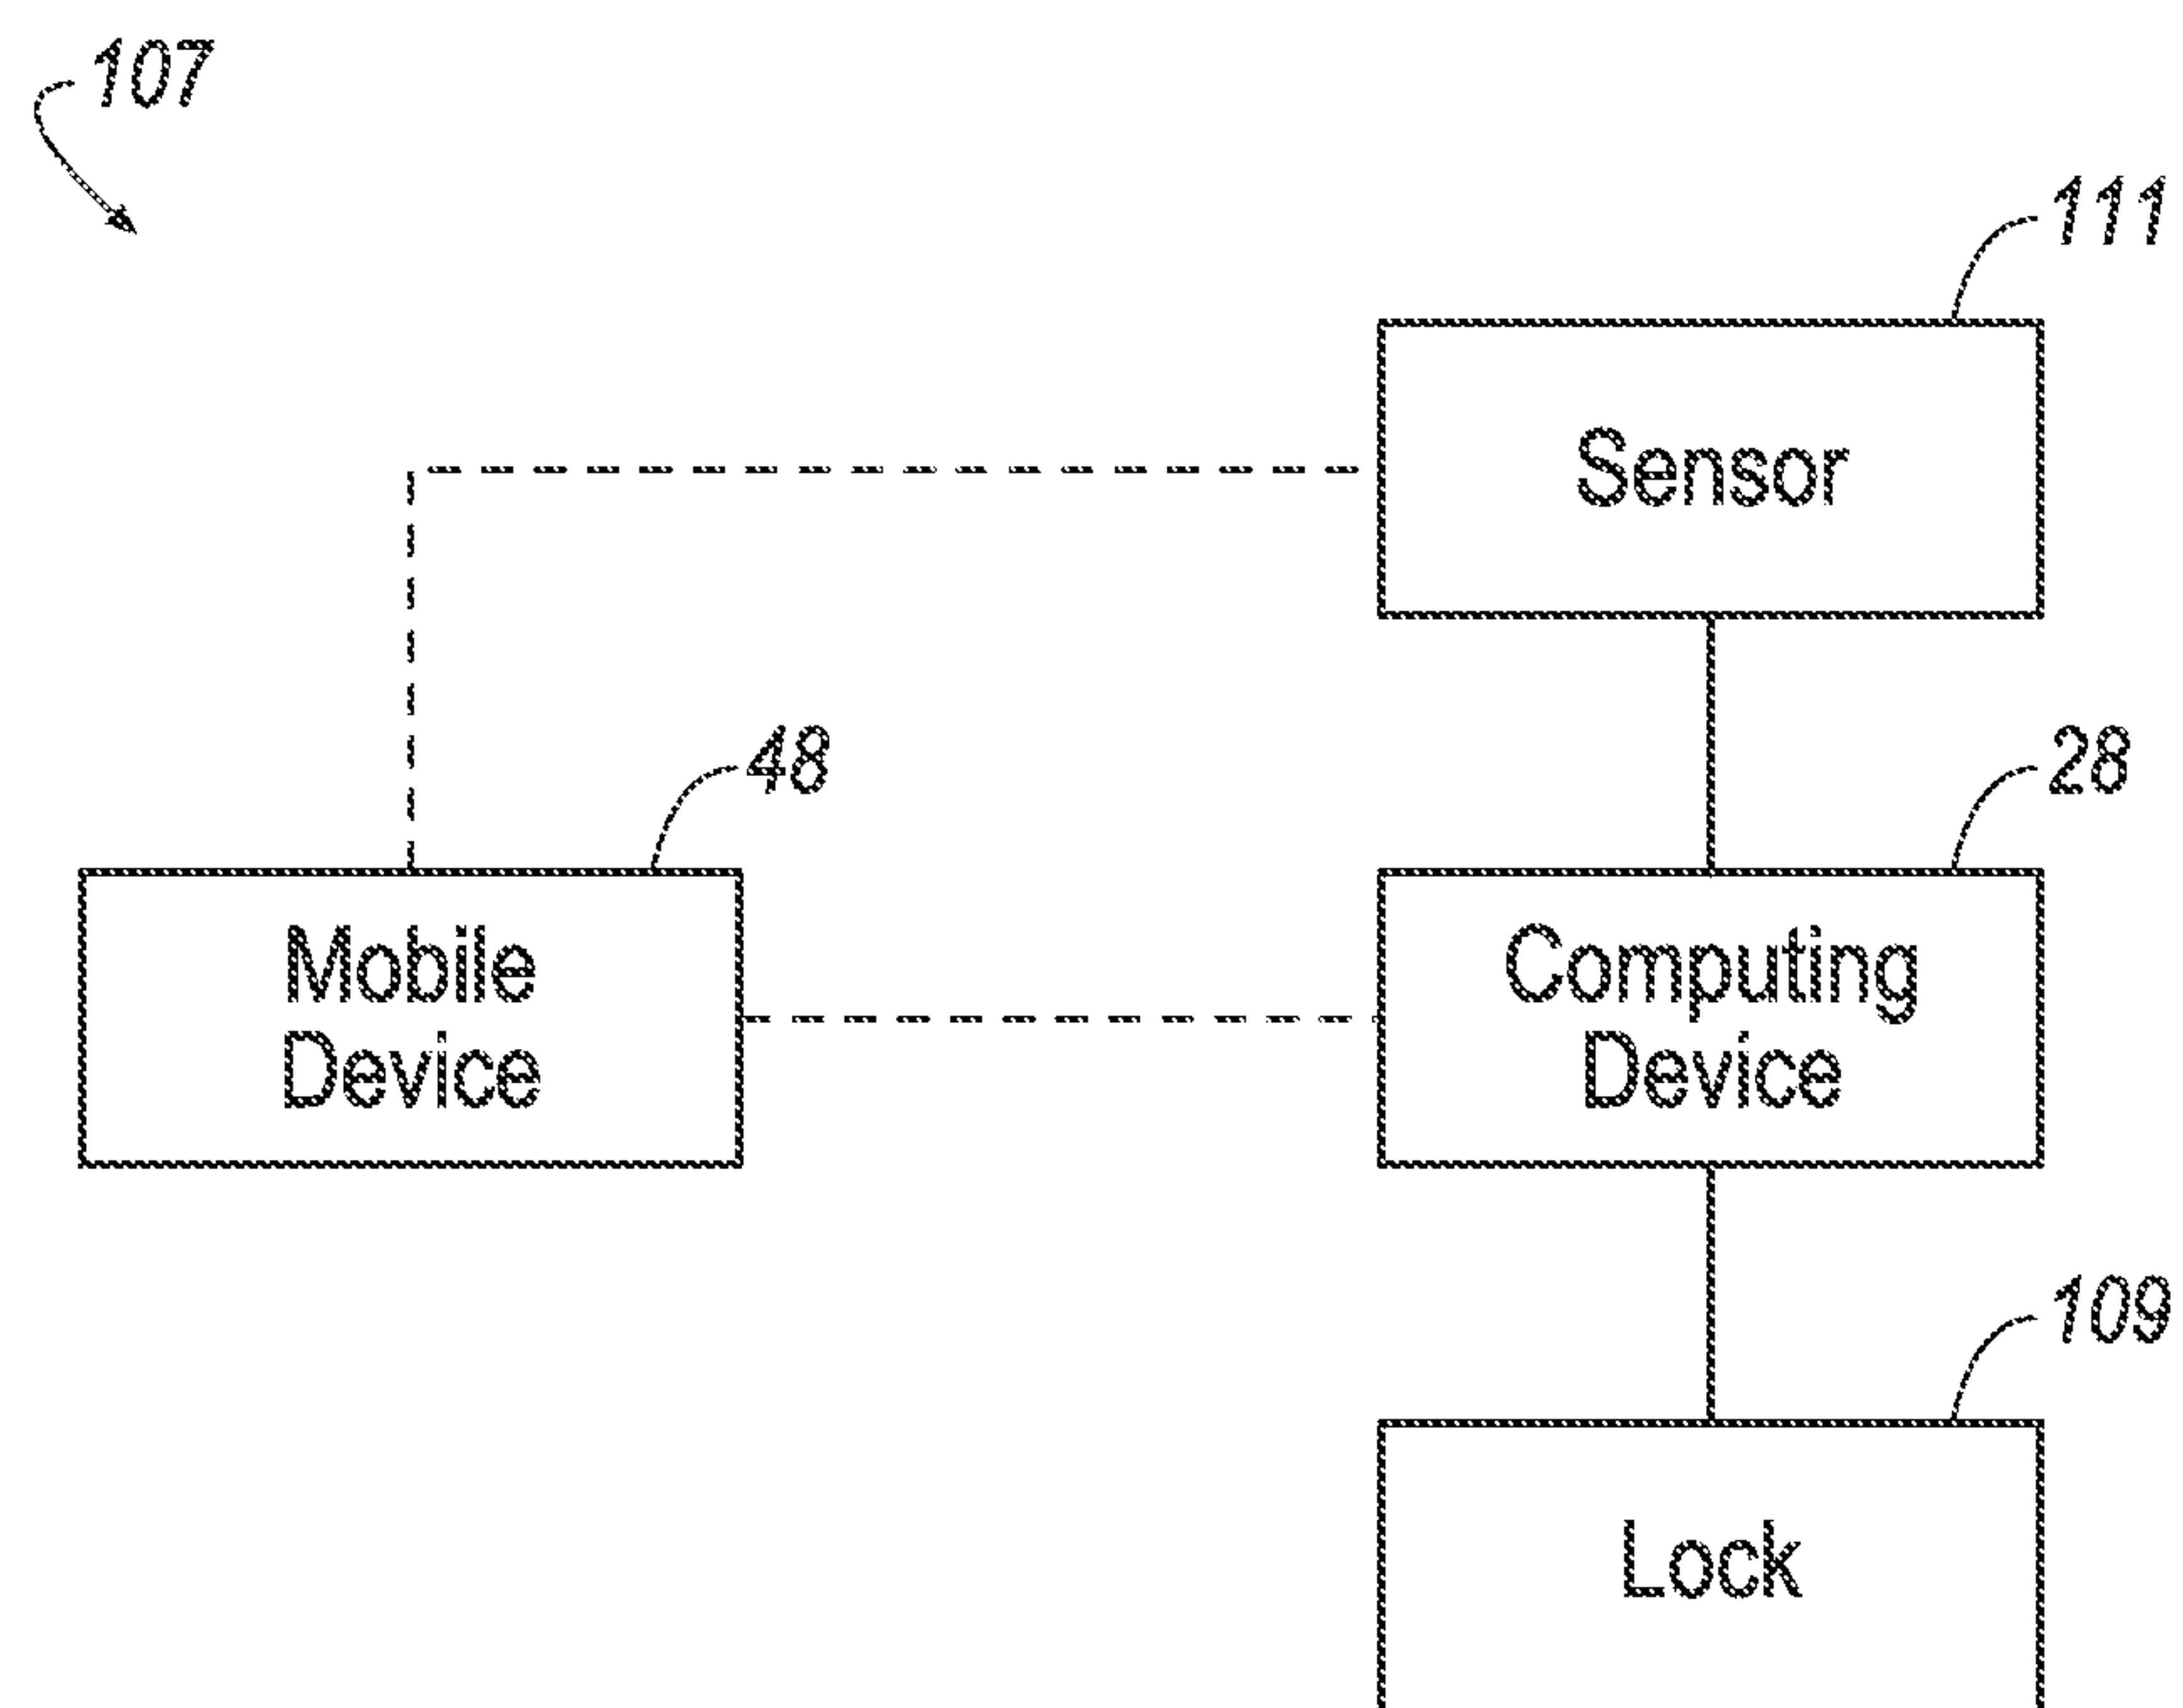 107
111
Sensor
48
28
Mobile
Device
Computing
Device
109
Lock